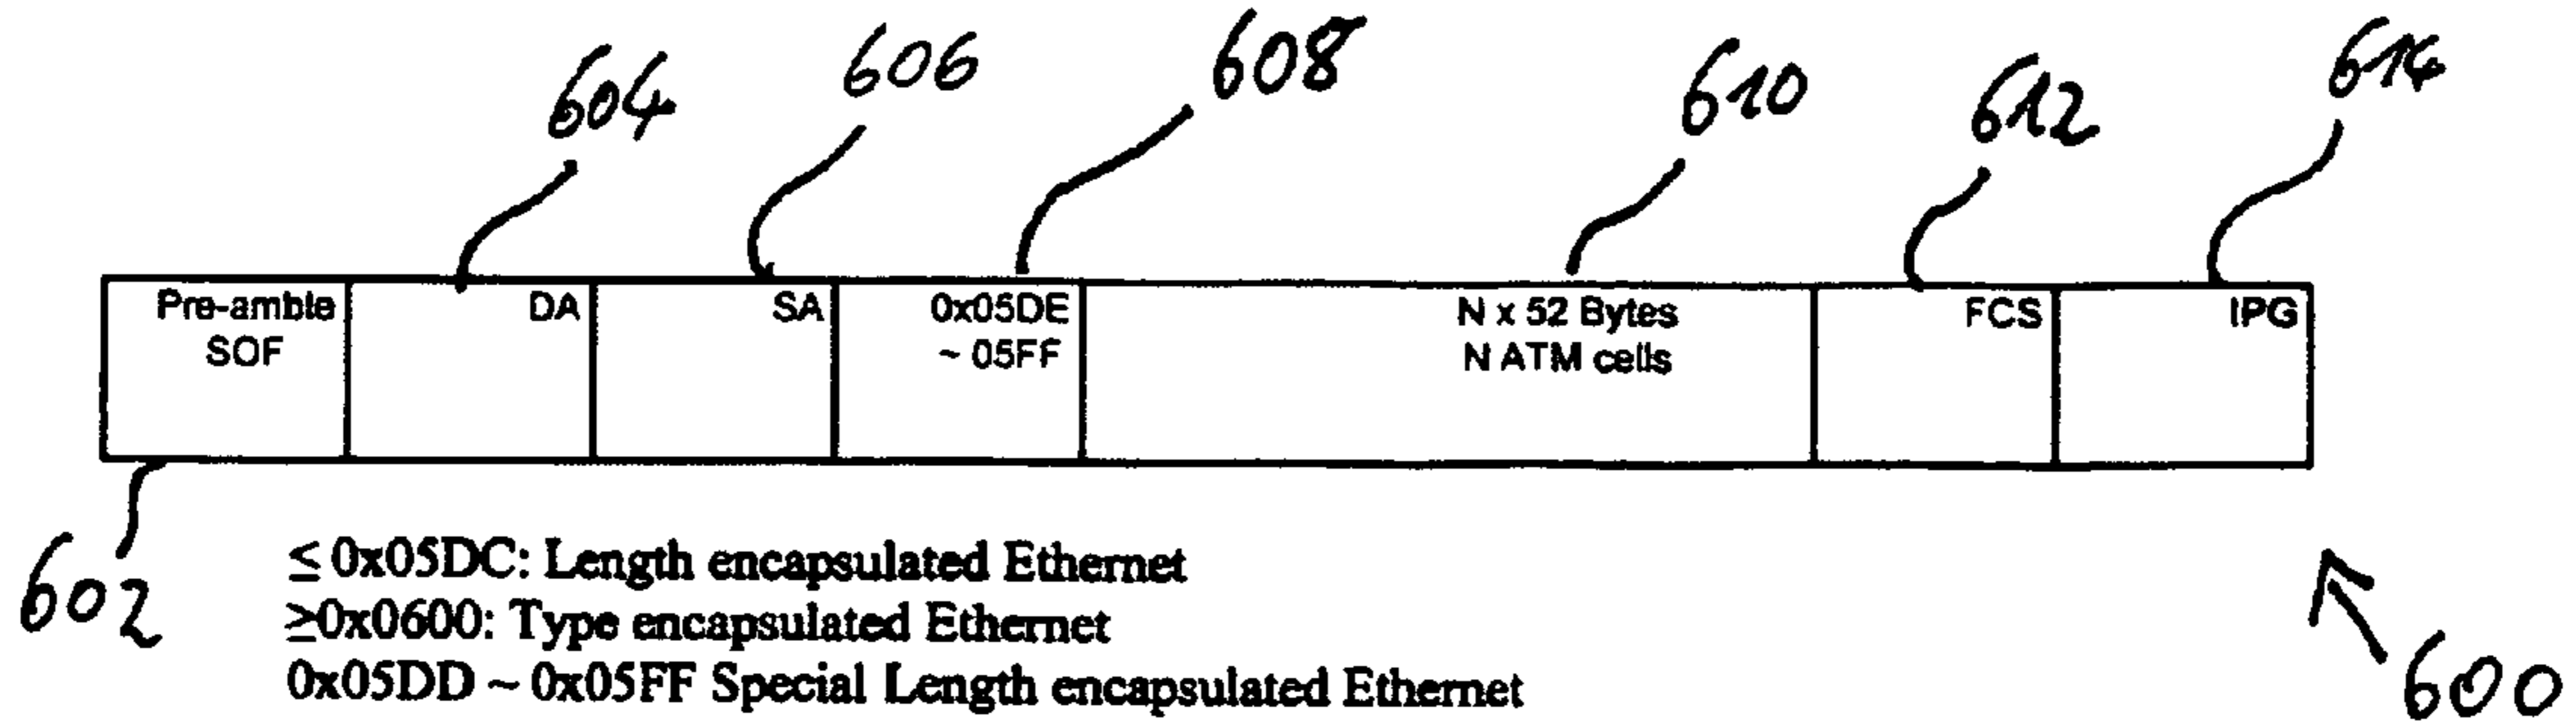 604 606 608 610 612 614
Pre-amble
SOF
DA
SA
0x05DE
~ 05FF
N x 52 Bytes
N ATM cells
FCS
IPG
602
≤ 0x05DC: Length encapsulated Ethernet
≥0x0600: Type encapsulated Ethernet
0x05DD ~ 0x05FF Special Length encapsulated Ethernet
600